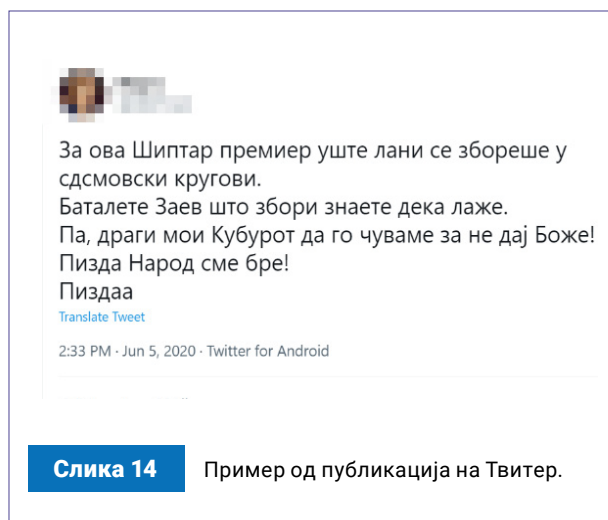 За ова Шиптар премиер уште лани се збореше у
сдсмовски кругови.
Баталете Заев што збори знаете дека лаже.
Па, драги мои Кубурот да го чуваме за не дај Боже!
Пизда Народ сме бре!
Пиздаа
Translate Tweet
2:33 PM · Jun 5, 2020 · Twitter for Android
Слика 14 Пример од публикација на Твитер.